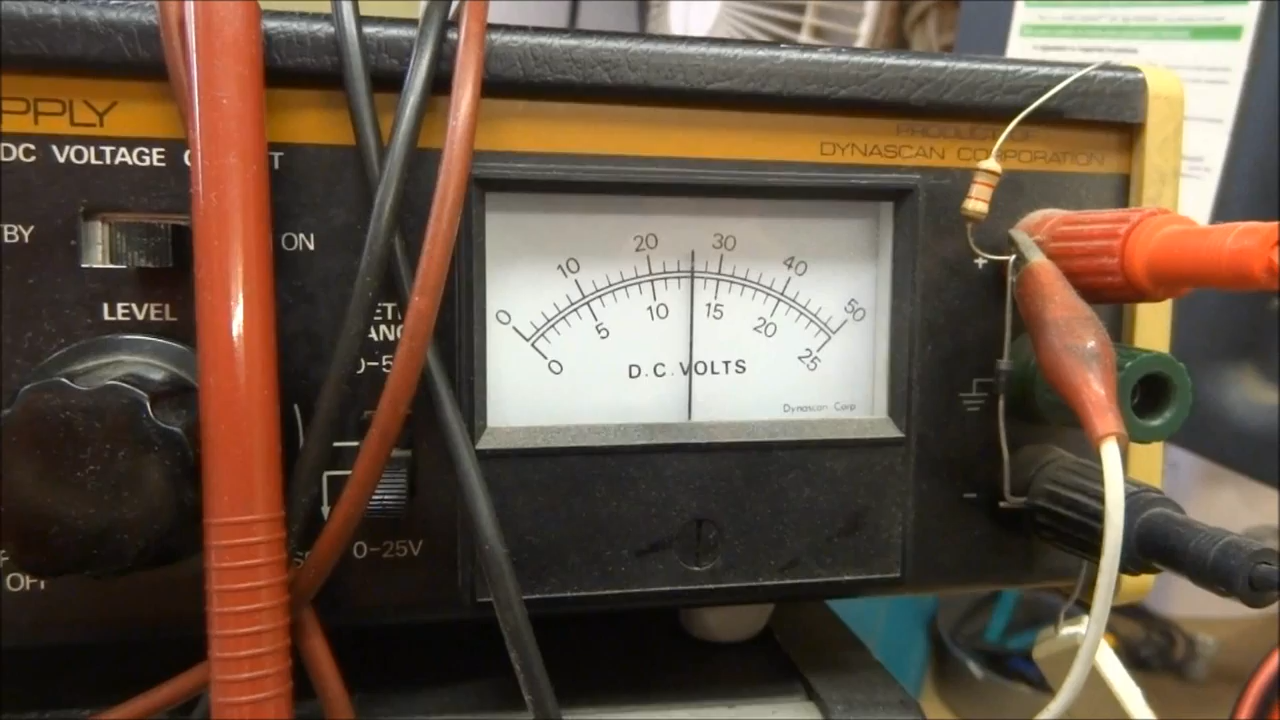 PPLY
PRODUCT OF
DYNASCAN CORPORATION
DC VOLTAGE
TBY
ON
LEVEL
0-25V
OFF
0 10 20 30 40 50
0 5 10 15 20 25
D.C. VOLTS
Dynascan Corp
+
-